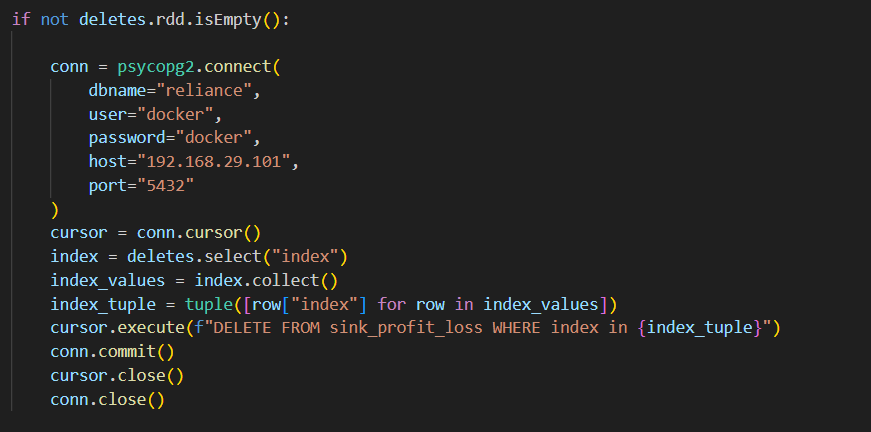 if not deletes.rdd.isEmpty():
conn = psycopg2.connect(
dbname="reliance",
user="docker",
password="docker",
host="192.168.29.101",
port="5432"
)
cursor = conn.cursor()
index = deletes.select("index")
index_values = index.collect()
index_tuple = tuple([row["index"] for row in index_values])
cursor.execute(f"DELETE FROM sink_profit_loss WHERE index in {index_tuple}")
conn.commit()
cursor.close()
conn.close()